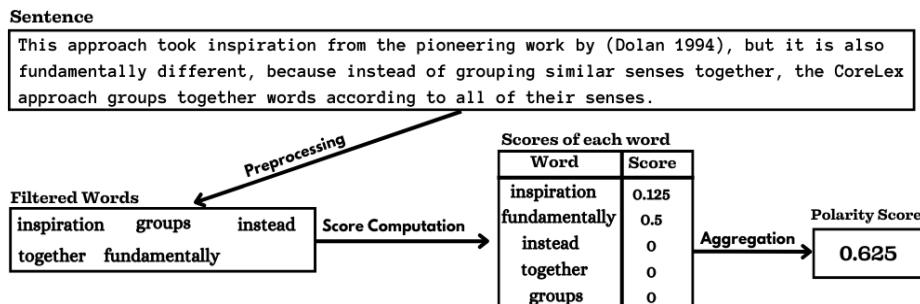 Sentence
This approach took inspiration from the pioneering work by (Dolan 1994), but it is also
fundamentally different, because instead of grouping similar senses together, the CoreLex
approach groups together words according to all of their senses.
Preprocessing
Scores of each word
Word Score
inspiration 0.125
fundamentally 0.5
instead 0
together 0
groups 0
Filtered Words
inspiration groups instead
together fundamentally
Score Computation
Aggregation
Polarity Score
0.625